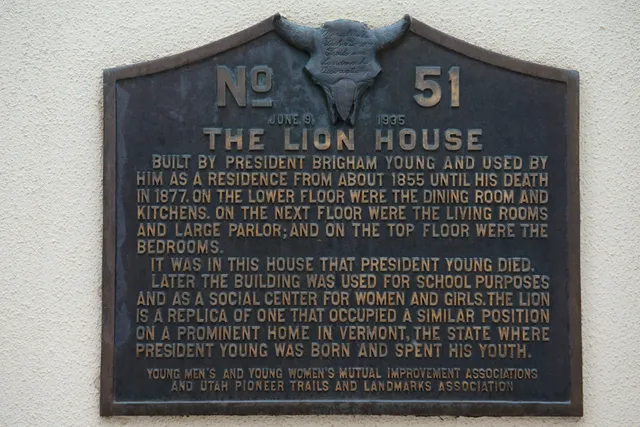 No 51
JUNE 9 1935
THE LION HOUSE
BUILT BY PRESIDENT BRIGHAM YOUNG AND USED BY
HIM AS A RESIDENCE FROM ABOUT 1855 UNTIL HIS DEATH
IN 1877. ON THE LOWER FLOOR WERE THE DINING ROOM AND
KITCHENS. ON THE NEXT FLOOR WERE THE LIVING ROOMS
AND LARGE PARLOR; AND ON THE TOP FLOOR WERE THE
BEDROOMS.
IT WAS IN THIS HOUSE THAT PRESIDENT YOUNG DIED.
LATER THE BUILDING WAS USED FOR SCHOOL PURPOSES
AND AS A SOCIAL CENTER FOR WOMEN AND GIRLS. THE LION
IS A REPLICA OF ONE THAT OCCUPIED A SIMILAR POSITION
ON A PROMINENT HOME IN VERMONT, THE STATE WHERE
PRESIDENT YOUNG WAS BORN AND SPENT HIS YOUTH.
YOUNG MEN'S AND YOUNG WOMEN'S MUTUAL IMPROVEMENT ASSOCIATIONS
AND UTAH PIONEER TRAILS AND LANDMARKS ASSOCIATION